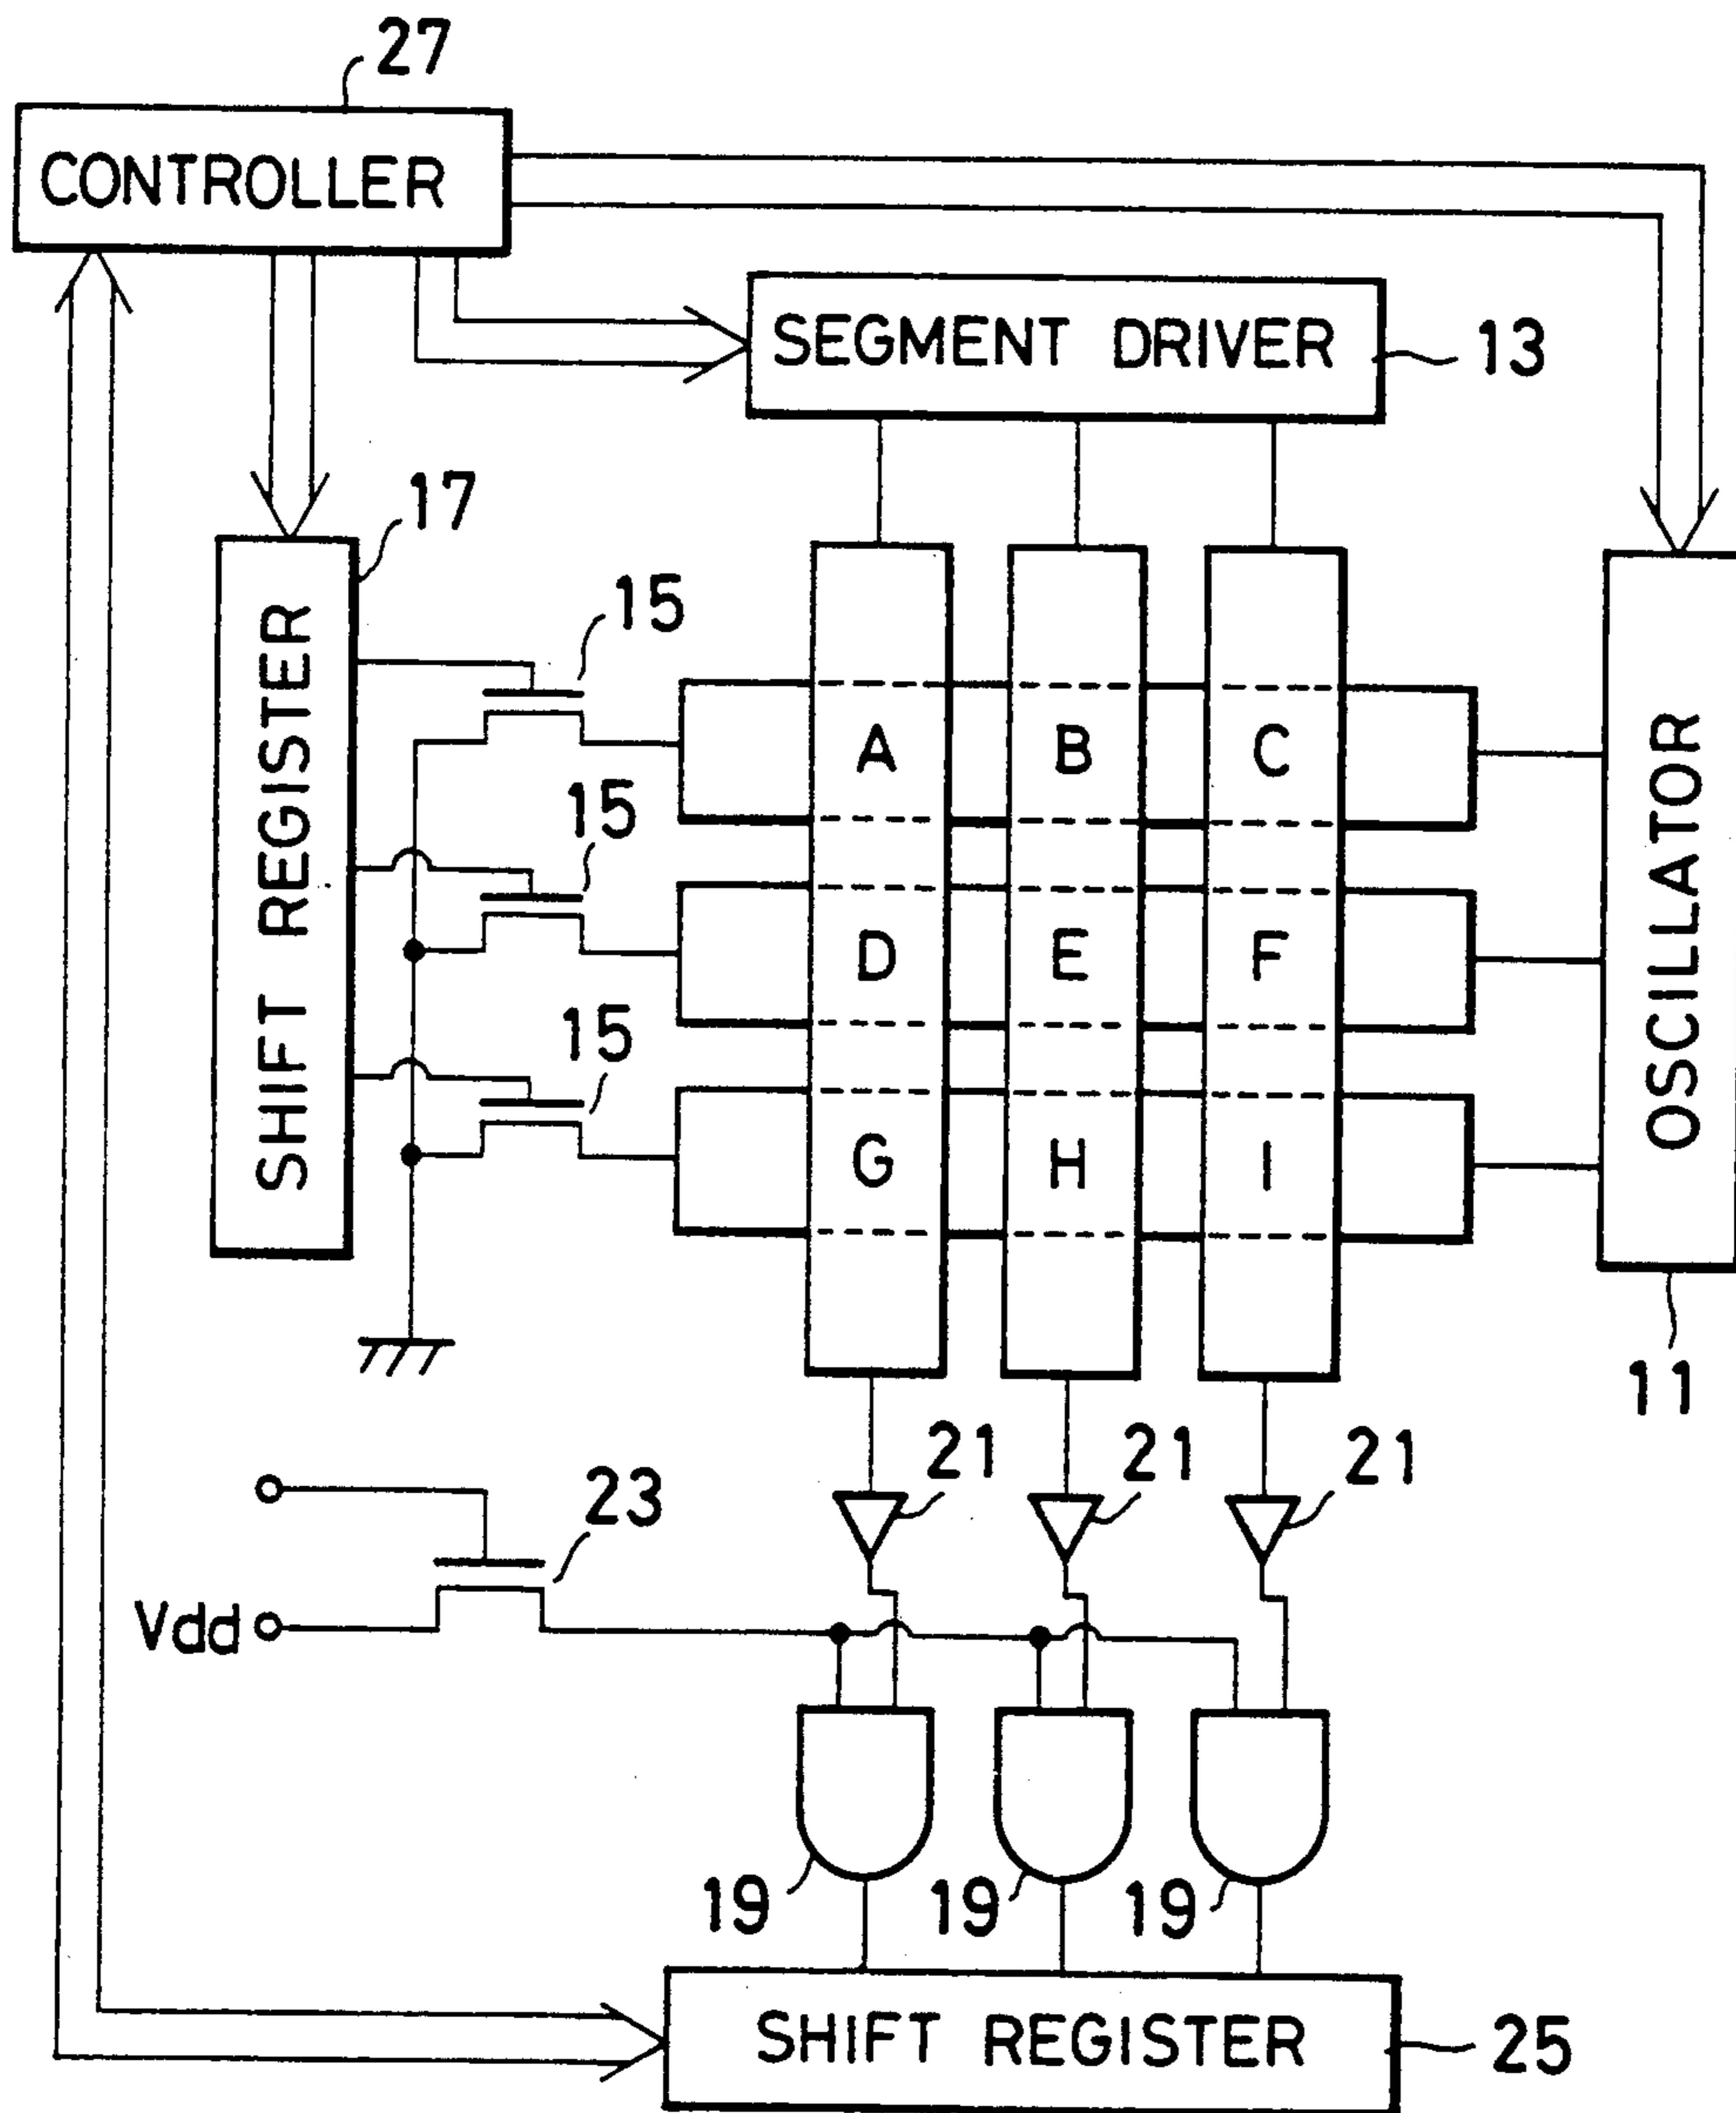 27
CONTROLLER
SEGMENT DRIVER
13
17
15
SHIFT REGISTER
A B C
15
OSCILLATOR
D E F
15
G H I
11
21 21 21
23
Vdd
19 19 19
SHIFT REGISTER
25